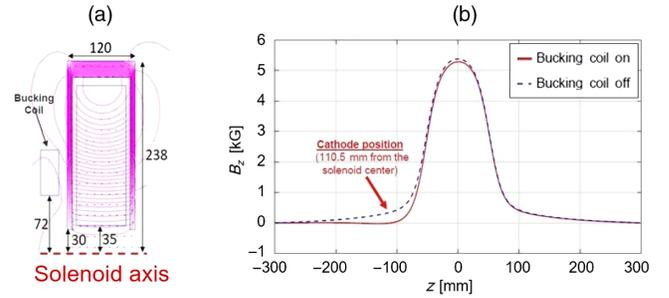 (a)
120
Bucking
Coil
238
72
30
35
Solenoid axis
(b)
6
5
4
3
2
1
0
−1
B_z [kG]
Bucking coil on
Bucking coil off
Cathode position
(110.5 mm from the
solenoid center)
−300
−200
−100
0
100
200
300
z [mm]